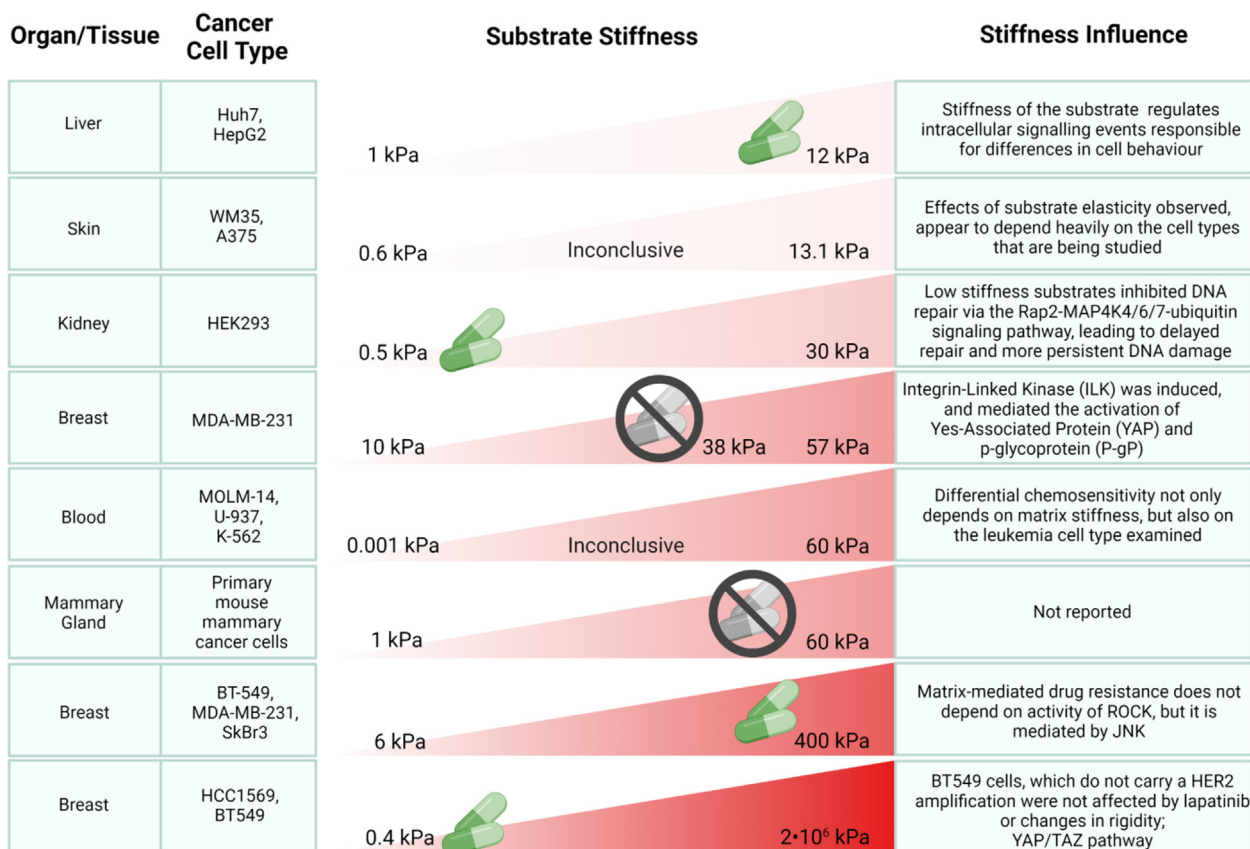 Organ/Tissue
Cancer
Cell Type
Substrate Stiffness
Stiffness Influence
Liver
Huh7,
HepG2
1 kPa
12 kPa
Stiffness of the substrate regulates
intracellular signalling events responsible
for differences in cell behaviour
Skin
WM35,
A375
0.6 kPa
Inconclusive
13.1 kPa
Effects of substrate elasticity observed,
appear to depend heavily on the cell types
that are being studied
Kidney
HEK293
0.5 kPa
30 kPa
Low stiffness substrates inhibited DNA
repair via the Rap2-MAP4K4/6/7-ubiquitin
signaling pathway, leading to delayed
repair and more persistent DNA damage
Breast
MDA-MB-231
10 kPa
38 kPa
57 kPa
Integrin-Linked Kinase (ILK) was induced,
and mediated the activation of
Yes-Associated Protein (YAP) and
p-glycoprotein (P-gP)
Blood
MOLM-14,
U-937,
K-562
0.001 kPa
Inconclusive
60 kPa
Differential chemosensitivity not only
depends on matrix stiffness, but also on
the leukemia cell type examined
Mammary
Gland
Primary
mouse
mammary
cancer cells
1 kPa
60 kPa
Not reported
Breast
BT-549,
MDA-MB-231,
SkBr3
6 kPa
400 kPa
Matrix-mediated drug resistance does not
depend on activity of ROCK, but it is
mediated by JNK
Breast
HCC1569,
BT549
0.4 kPa
2•10⁶ kPa
BT549 cells, which do not carry a HER2
amplification were not affected by lapatinib
or changes in rigidity;
YAP/TAZ pathway